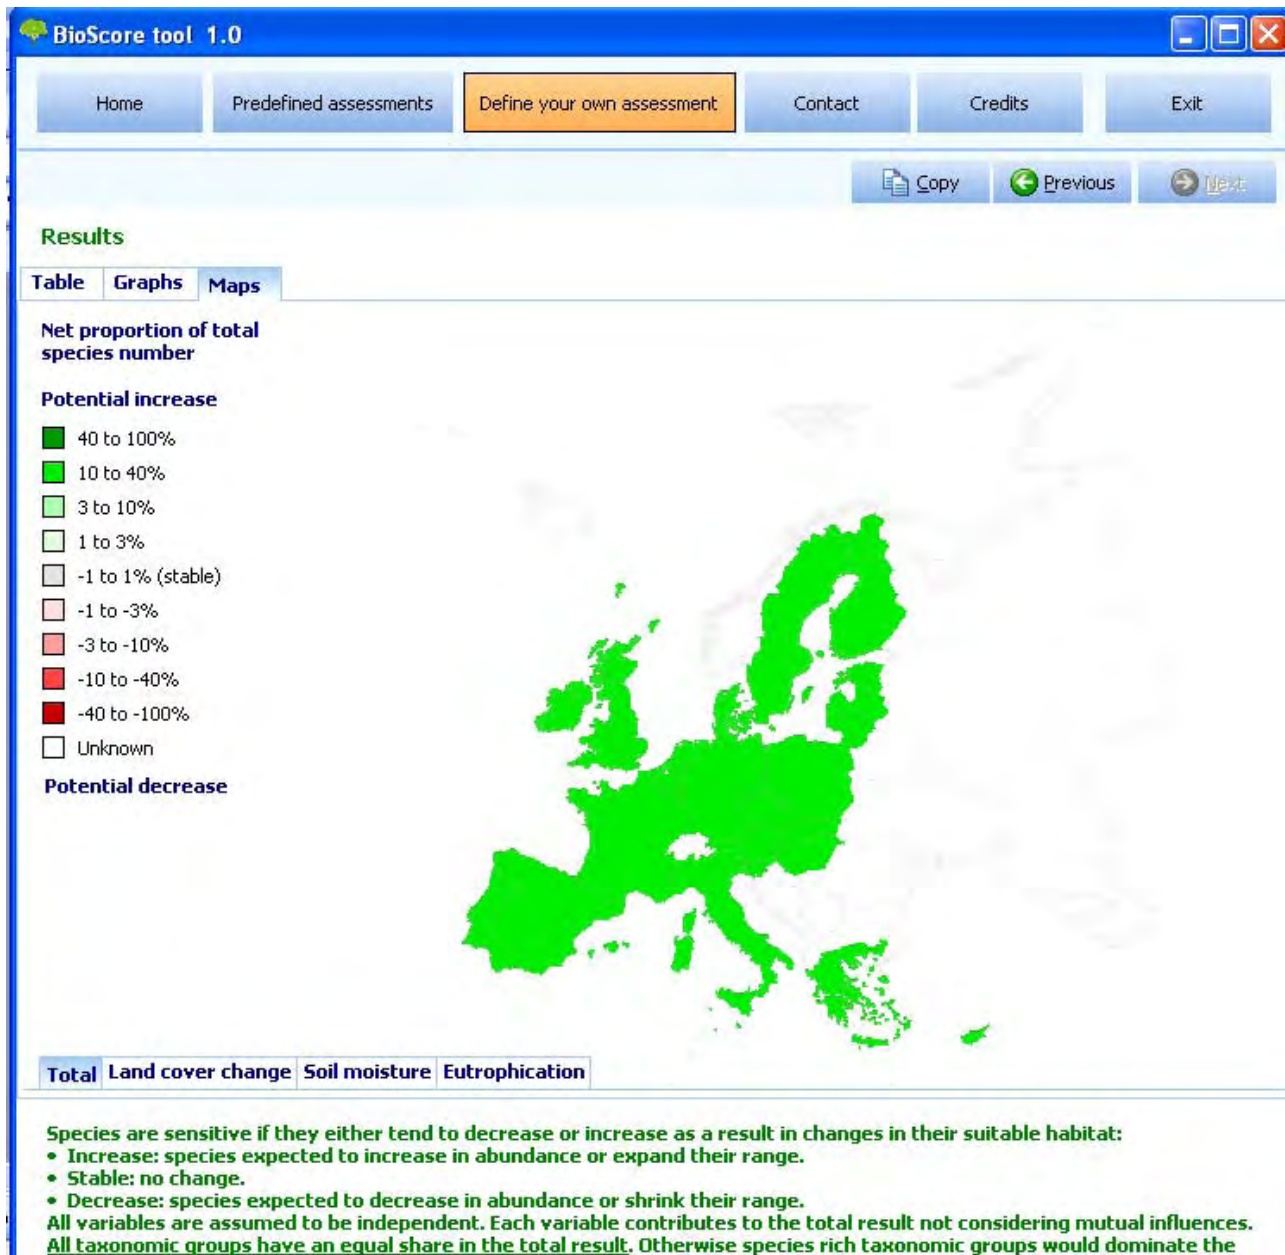 BioScore tool 1.0
Home Predefined assessments Define your own assessment Contact Credits Exit
Copy Previous Next
Results
Table Graphs Maps
Net proportion of total
species number
Potential increase
40 to 100%
10 to 40%
3 to 10%
1 to 3%
-1 to 1% (stable)
-1 to -3%
-3 to -10%
-10 to -40%
-40 to -100%
Unknown
Potential decrease
Total Land cover change Soil moisture Eutrophication
Species are sensitive if they either tend to decrease or increase as a result in changes in their suitable habitat:
• Increase: species expected to increase in abundance or expand their range.
• Stable: no change.
• Decrease: species expected to decrease in abundance or shrink their range.
All variables are assumed to be independent. Each variable contributes to the total result not considering mutual influences.
All taxonomic groups have an equal share in the total result. Otherwise species rich taxonomic groups would dominate the